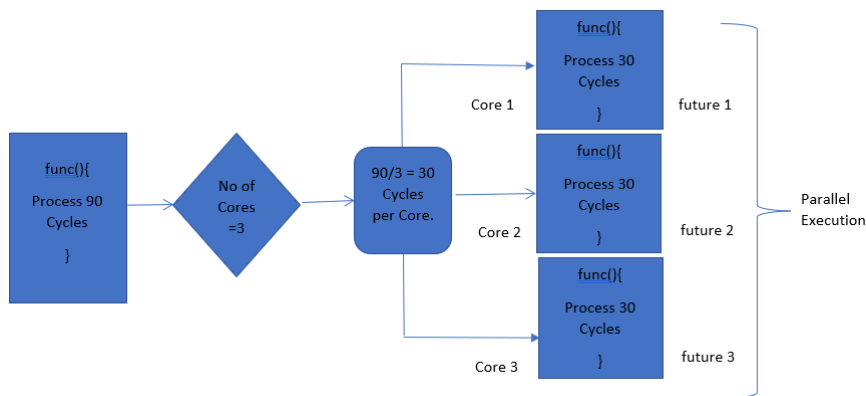 func(){
Process 90
Cycles
}
No of
Cores
=3
90/3 = 30
Cycles
per Core.
Core 1
func(){
Process 30
Cycles
}
future 1
Core 2
func(){
Process 30
Cycles
}
future 2
Core 3
func(){
Process 30
Cycles
}
future 3
Parallel
Execution